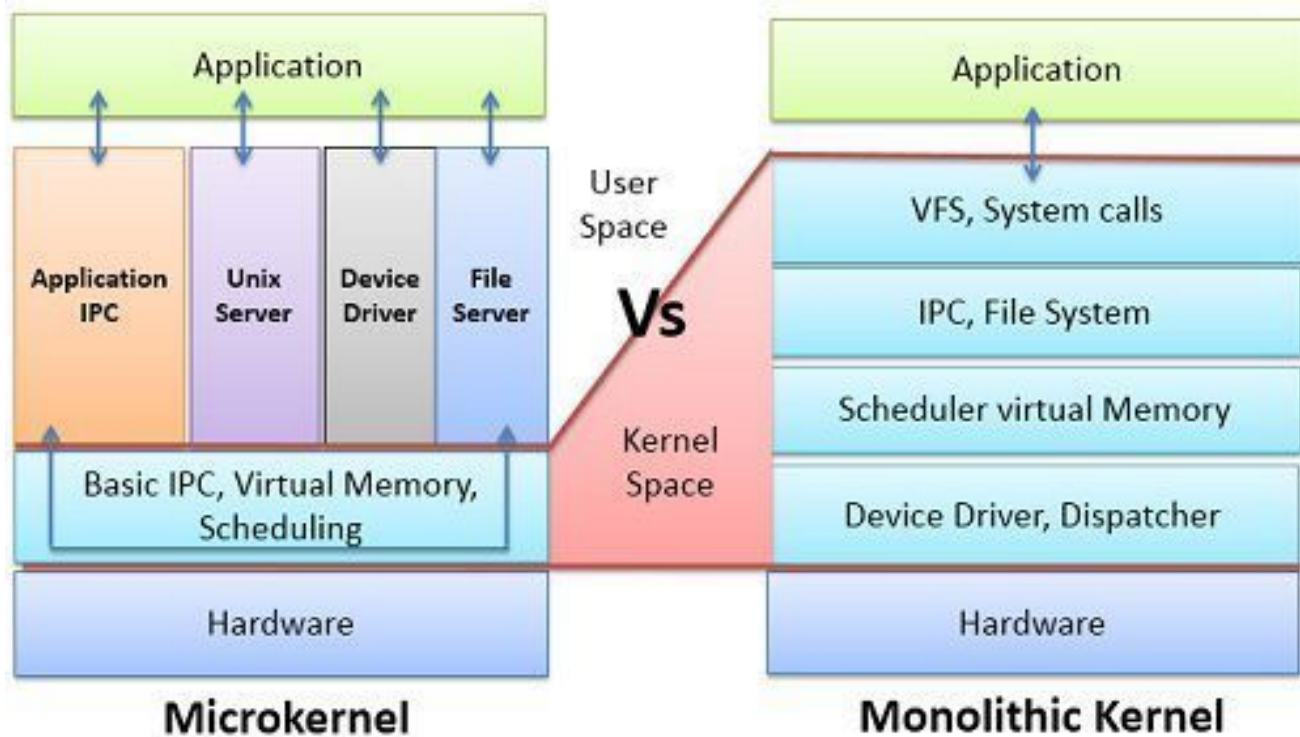 Application
Application
IPC
Unix
Server
Device
Driver
File
Server
Basic IPC, Virtual Memory,
Scheduling
Hardware
Microkernel
User
Space
Vs
Kernel
Space
Application
VFS, System calls
IPC, File System
Scheduler virtual Memory
Device Driver, Dispatcher
Hardware
Monolithic Kernel